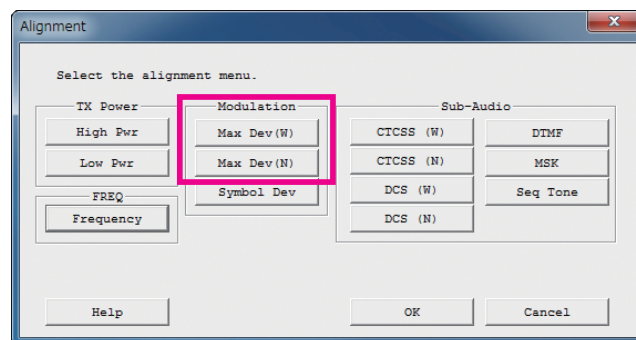 Alignment
Select the alignment menu.
TX Power
Modulation
Sub-Audio
High Pwr
Max Dev(W)
CTCSS (W)
DTMF
Low Pwr
Max Dev(N)
CTCSS (N)
MSK
FREQ
Symbol Dev
DCS (W)
Seq Tone
Frequency
DCS (N)
Help
OK
Cancel